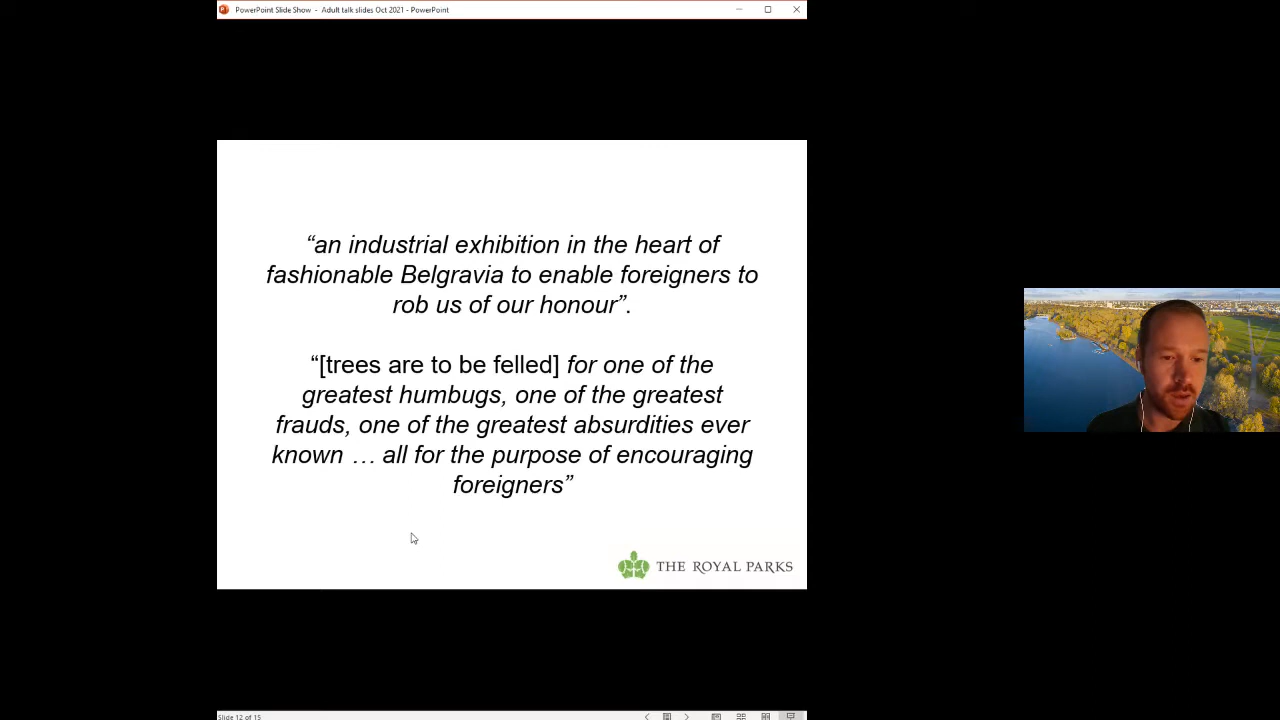 PowerPoint Slide Show - Adult talk slides Oct 2021 - PowerPoint
“an industrial exhibition in the heart of
fashionable Belgravia to enable foreigners to
rob us of our honour”.
“[trees are to be felled] for one of the
greatest humbugs, one of the greatest
frauds, one of the greatest absurdities ever
known … all for the purpose of encouraging
foreigners”
THE ROYAL PARKS
Slide 12 of 15